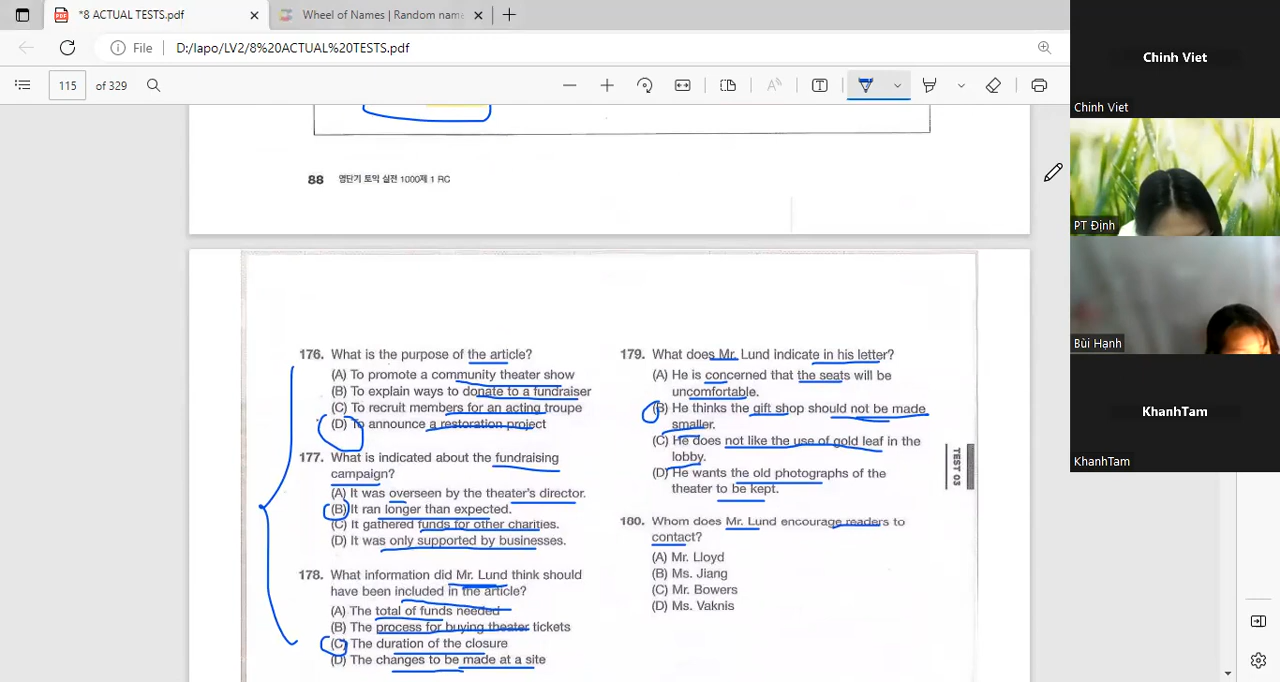 *8 ACTUAL TESTS.pdf
Wheel of Names | Random name
File
D:/lapo/LV2/8%20ACTUAL%20TESTS.pdf
115 of 329
88 영단기 토익 실전 1000제 1 RC
176. What is the purpose of the article?
(A) To promote a community theater show
(B) To explain ways to donate to a fundraiser
(C) To recruit members for an acting troupe
(D) To announce a restoration project
177. What is indicated about the fundraising
campaign?
(A) It was overseen by the theater's director.
(B) It ran longer than expected.
(C) It gathered funds for other charities.
(D) It was only supported by businesses.
178. What information did Mr. Lund think should
have been included in the article?
(A) The total of funds needed
(B) The process for buying theater tickets
(C) The duration of the closure
(D) The changes to be made at a site
179. What does Mr. Lund indicate in his letter?
(A) He is concerned that the seats will be
uncomfortable.
(B) He thinks the gift shop should not be made
smaller.
(C) He does not like the use of gold leaf in the
lobby.
(D) He wants the old photographs of the
theater to be kept.
180. Whom does Mr. Lund encourage readers to
contact?
(A) Mr. Lloyd
(B) Ms. Jiang
(C) Mr. Bowers
(D) Ms. Vaknis
TEST 03
Chinh Viet
Chinh Viet
PT Định
Bùi Hạnh
KhanhTam
KhanhTam